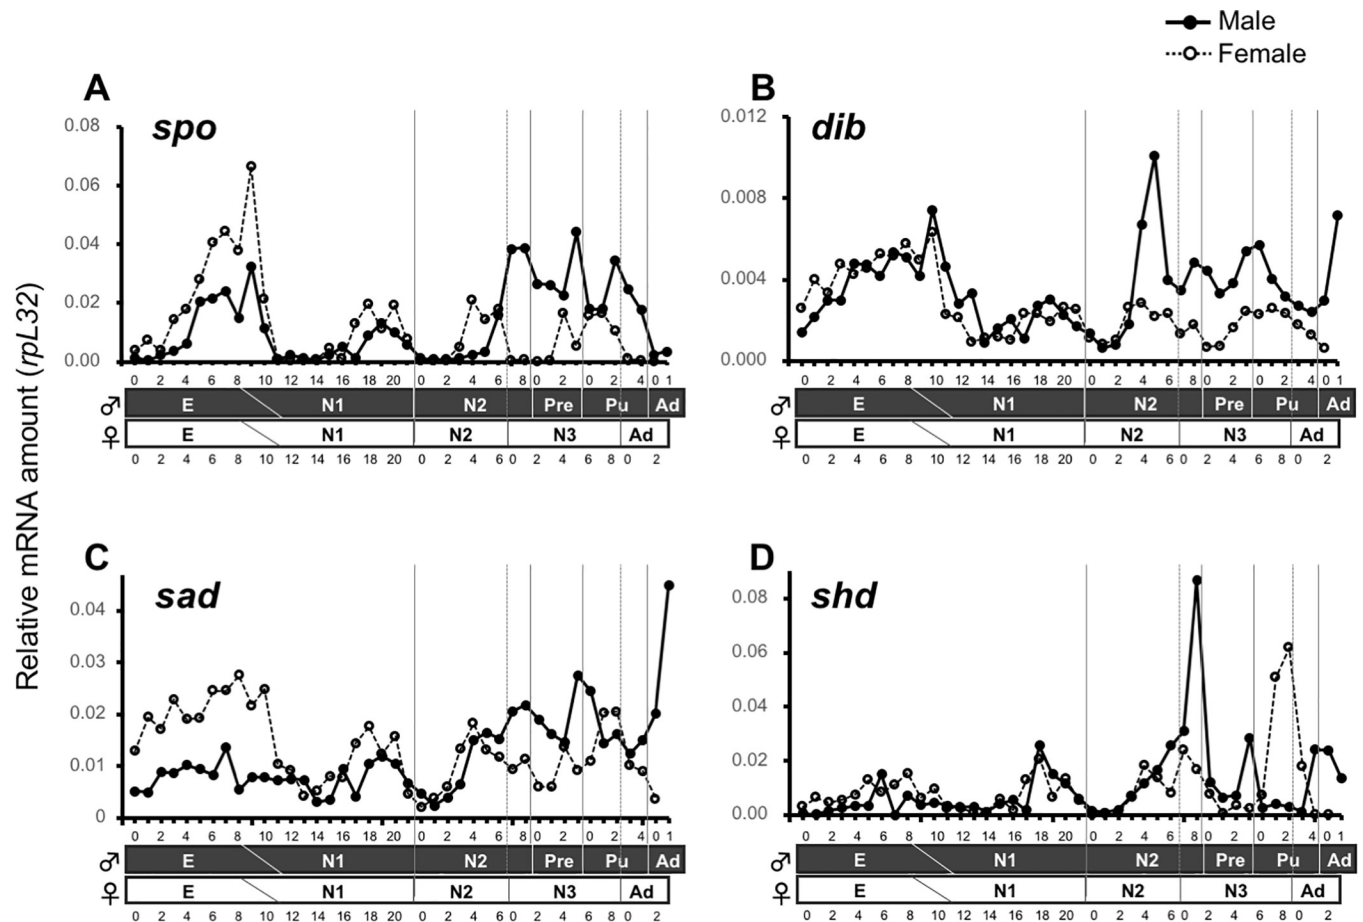 Male
Female
A
spo
0.08
0.06
0.04
0.02
0.00
0 2 4 6 8 10 12 14 16 18 20 0 2 4 6 8 0 2 0 2 4 0 1
♂ E N1 N2 Pre Pu Ad
♀ E N1 N2 N3 Ad
0 2 4 6 8 10 12 14 16 18 20 0 2 4 6 0 2 4 6 0 2
B
dib
0.012
0.008
0.004
0.000
0 2 4 6 8 10 12 14 16 18 20 0 2 4 6 8 0 2 0 2 4 0 1
♂ E N1 N2 Pre Pu Ad
♀ E N1 N2 N3 Ad
0 2 4 6 8 10 12 14 16 18 20 0 2 4 6 0 2 4 6 8 0 2
Relative mRNA amount (rpL32)
C
sad
0.04
0.03
0.02
0.01
0
0 2 4 6 8 10 12 14 16 18 20 0 2 4 6 8 0 2 0 2 4 0 1
♂ E N1 N2 Pre Pu Ad
♀ E N1 N2 N3 Ad
0 2 4 6 8 10 12 14 16 18 20 0 2 4 6 0 2 4 6 8 0 2
D
shd
0.08
0.06
0.04
0.02
0.00
0 2 4 6 8 10 12 14 16 18 20 0 2 4 6 8 0 2 0 2 4 0 1
♂ E N1 N2 Pre Pu Ad
♀ E N1 N2 N3 Ad
0 2 4 6 8 10 12 14 16 18 20 0 2 4 6 0 2 4 6 8 0 2